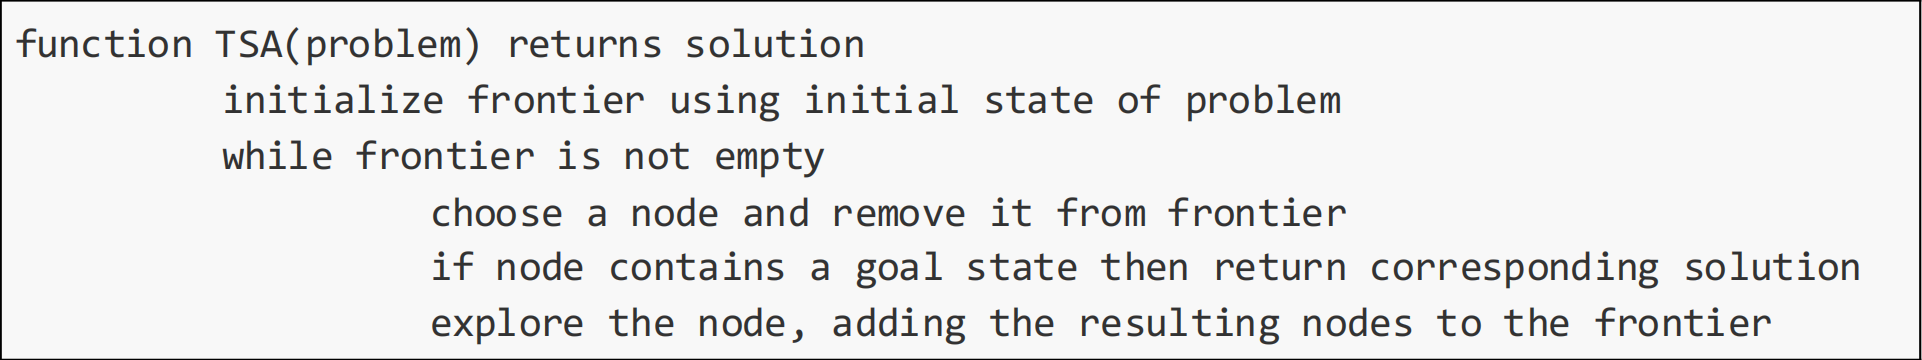 function TSA(problem) returns solution
initialize frontier using initial state of problem
while frontier is not empty
choose a node and remove it from frontier
if node contains a goal state then return corresponding solution
explore the node, adding the resulting nodes to the frontier